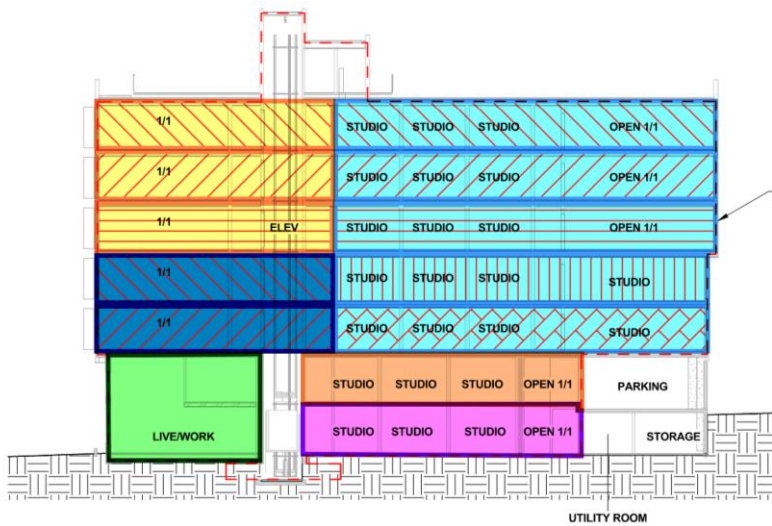 1/1 STUDIO STUDIO STUDIO OPEN 1/1
1/1 STUDIO STUDIO STUDIO OPEN 1/1
1/1 ELEV STUDIO STUDIO STUDIO OPEN 1/1
1/1 STUDIO STUDIO STUDIO STUDIO
1/1 STUDIO STUDIO STUDIO STUDIO
STUDIO STUDIO STUDIO OPEN 1/1 PARKING
LIVE/WORK STUDIO STUDIO STUDIO OPEN 1/1 STORAGE
UTILITY ROOM